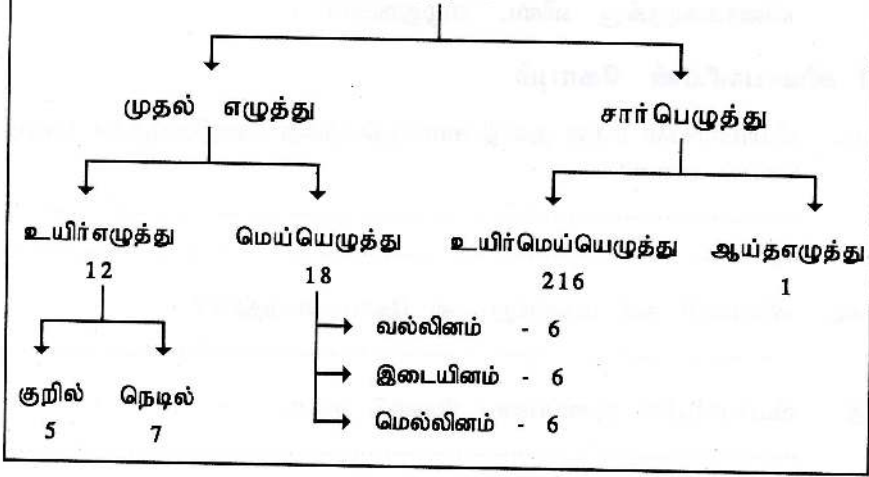 முதல் எழுத்து சார்பெழுத்து
உயிர்எழுத்து மெய்யெழுத்து உயிர்மெய்யெழுத்து ஆய்தஎழுத்து
12 18 216 1
வல்லினம் - 6
இடையினம் - 6
மெல்லினம் - 6
குறில் நெடில்
5 7